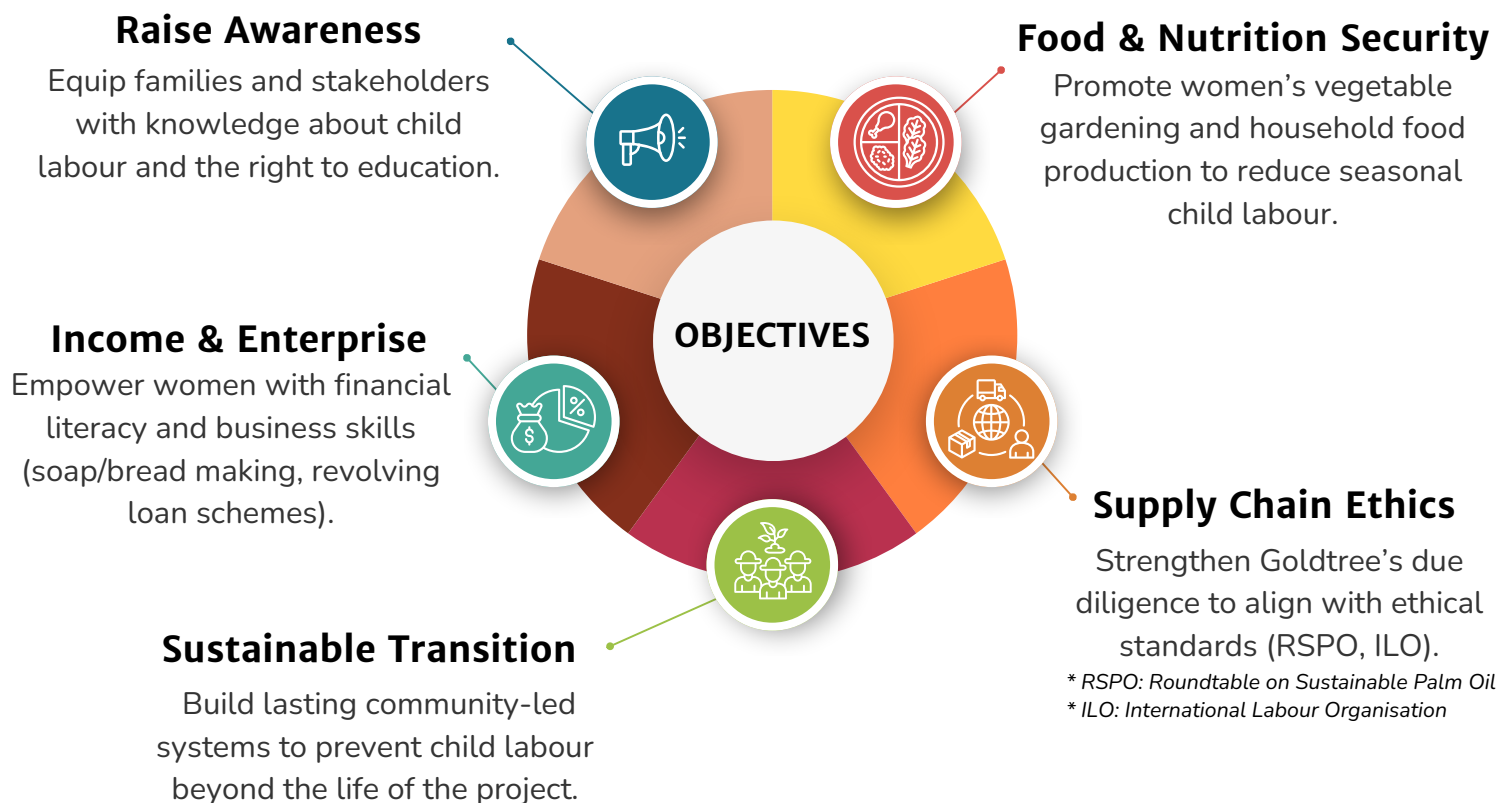 Raise Awareness
Equip families and stakeholders
with knowledge about child
labour and the right to education.
Food & Nutrition Security
Promote women’s vegetable
gardening and household food
production to reduce seasonal
child labour.
OBJECTIVES
Income & Enterprise
Empower women with financial
literacy and business skills
(soap/bread making, revolving
loan schemes).
%
$
Supply Chain Ethics
Strengthen Goldtree’s due
diligence to align with ethical
standards (RSPO, ILO).
* RSPO: Roundtable on Sustainable Palm Oil
* ILO: International Labour Organisation
Sustainable Transition
Build lasting community-led
systems to prevent child labour
beyond the life of the project.